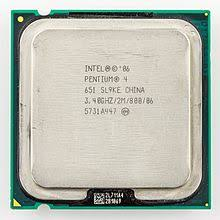 INTEL® ©'06
PENTIUM® 4
651 SL9KE CHINA
3.40GHZ/2M/800/06
5731A447